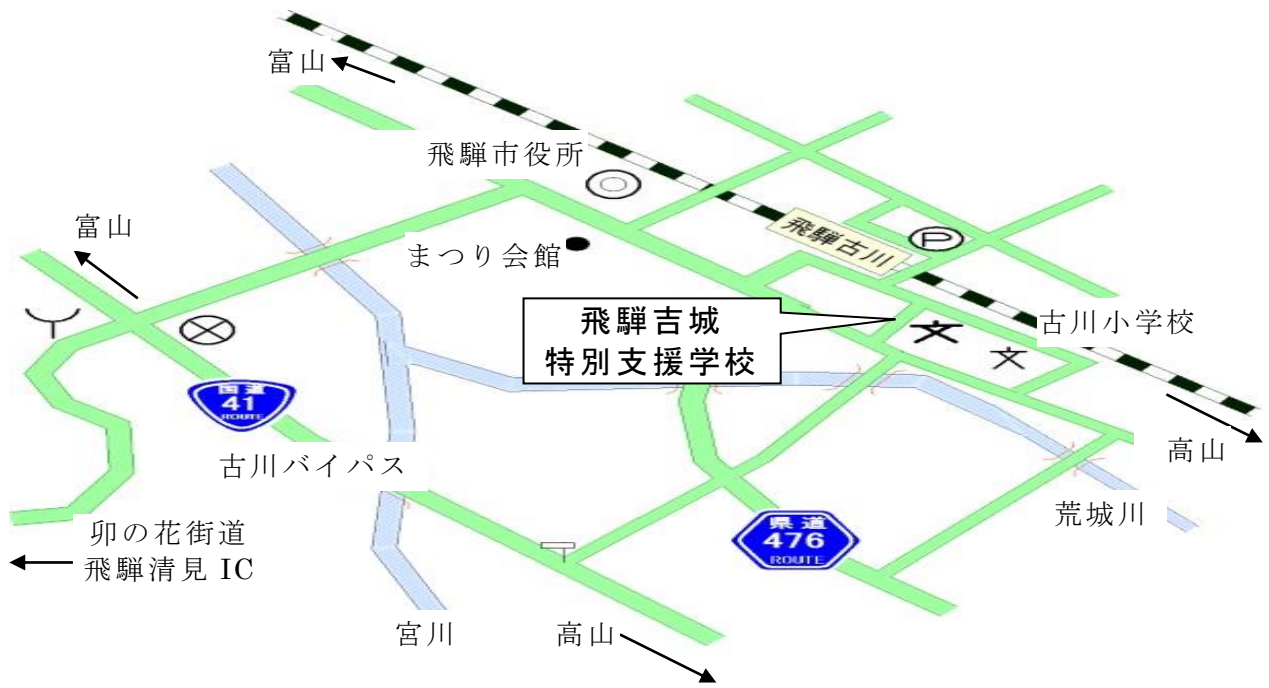 富山
飛騨市役所
富山
まつり会館
飛騨古川
P
飛騨吉城
特別支援学校
古川小学校
国道
41
ROUTE
古川バイパス
高山
荒城川
県道
476
ROUTE
卯の花街道
飛騨清見 IC
宮川
高山